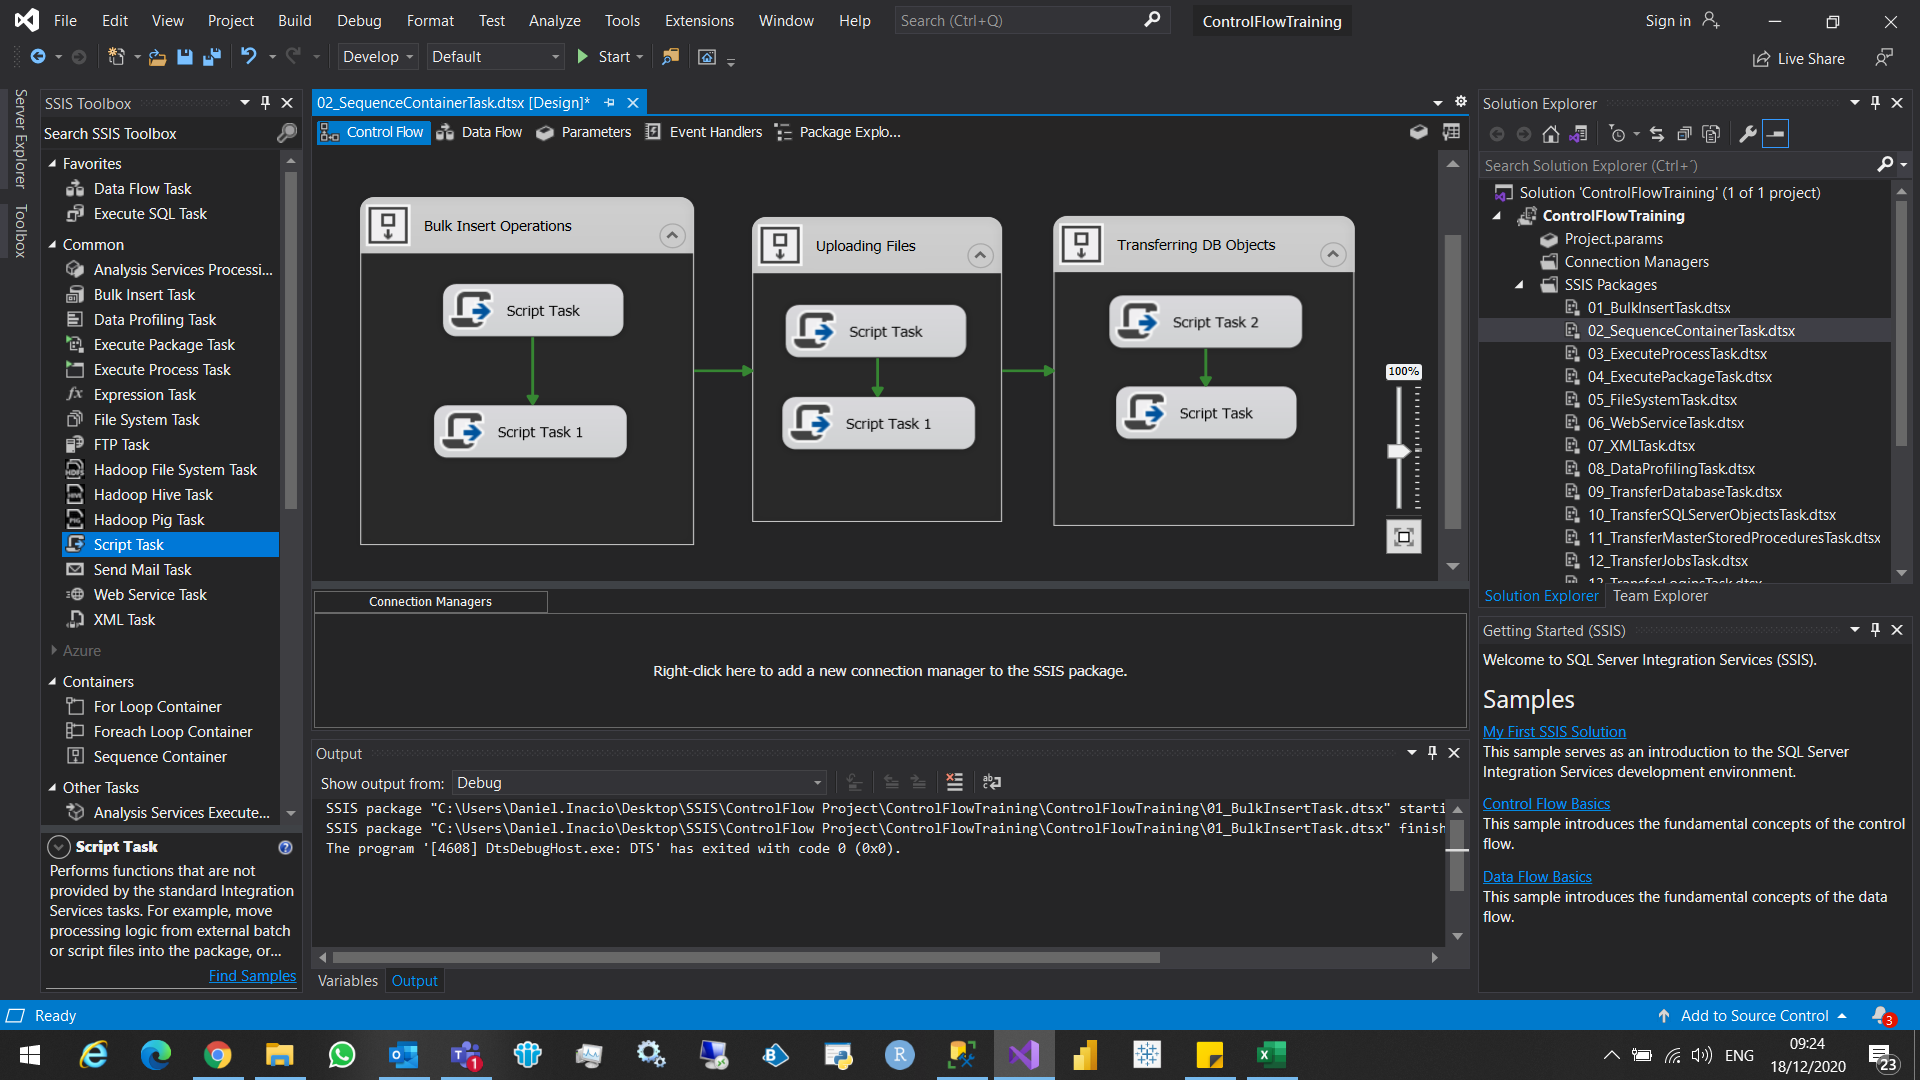 File Edit View Project Build Debug Format Test Analyze Tools Extensions Window Help Search (Ctrl+Q) ControlFlowTraining Sign in
Develop Default Start Live Share
Server Explorer
Toolbox
SSIS Toolbox
Search SSIS Toolbox
Favorites
Data Flow Task
Execute SQL Task
Common
Analysis Services Processi...
Bulk Insert Task
Data Profiling Task
Execute Package Task
Execute Process Task
Expression Task
File System Task
FTP Task
Hadoop File System Task
Hadoop Hive Task
Hadoop Pig Task
Script Task
Send Mail Task
Web Service Task
XML Task
Azure
Containers
For Loop Container
Foreach Loop Container
Sequence Container
Other Tasks
Analysis Services Execute...
Script Task
Performs functions that are not
provided by the standard Integration
Services tasks. For example, move
processing logic from external batch
or script files into the package, or...
Find Samples
02_SequenceContainerTask.dtsx [Design]*
Control Flow Data Flow Parameters Event Handlers Package Explo...
Bulk Insert Operations
Script Task
Script Task 1
Uploading Files
Script Task
Script Task 1
Transferring DB Objects
Script Task 2
Script Task
100%
Connection Managers
Right-click here to add a new connection manager to the SSIS package.
Output
Show output from: Debug
SSIS package "C:\Users\Daniel.Inacio\Desktop\SSIS\ControlFlow Project\ControlFlowTraining\ControlFlowTraining\01_BulkInsertTask.dtsx" starti
SSIS package "C:\Users\Daniel.Inacio\Desktop\SSIS\ControlFlow Project\ControlFlowTraining\ControlFlowTraining\01_BulkInsertTask.dtsx" finish
The program '[4608] DtsDebugHost.exe: DTS' has exited with code 0 (0x0).
Variables Output
Solution Explorer
Search Solution Explorer (Ctrl+´)
Solution 'ControlFlowTraining' (1 of 1 project)
ControlFlowTraining
Project.params
Connection Managers
SSIS Packages
01_BulkInsertTask.dtsx
02_SequenceContainerTask.dtsx
03_ExecuteProcessTask.dtsx
04_ExecutePackageTask.dtsx
05_FileSystemTask.dtsx
06_WebServiceTask.dtsx
07_XMLTask.dtsx
08_DataProfilingTask.dtsx
09_TransferDatabaseTask.dtsx
10_TransferSQLServerObjectsTask.dtsx
11_TransferMasterStoredProceduresTask.dtsx
12_TransferJobsTask.dtsx
13_TransferLoginsTask.dtsx
Solution Explorer Team Explorer
Getting Started (SSIS)
Welcome to SQL Server Integration Services (SSIS).
Samples
My First SSIS Solution
This sample serves as an introduction to the SQL Server
Integration Services development environment.
Control Flow Basics
This sample introduces the fundamental concepts of the control
flow.
Data Flow Basics
This sample introduces the fundamental concepts of the data
flow.
Ready Add to Source Control 3
1
ENG
09:24
18/12/2020
23